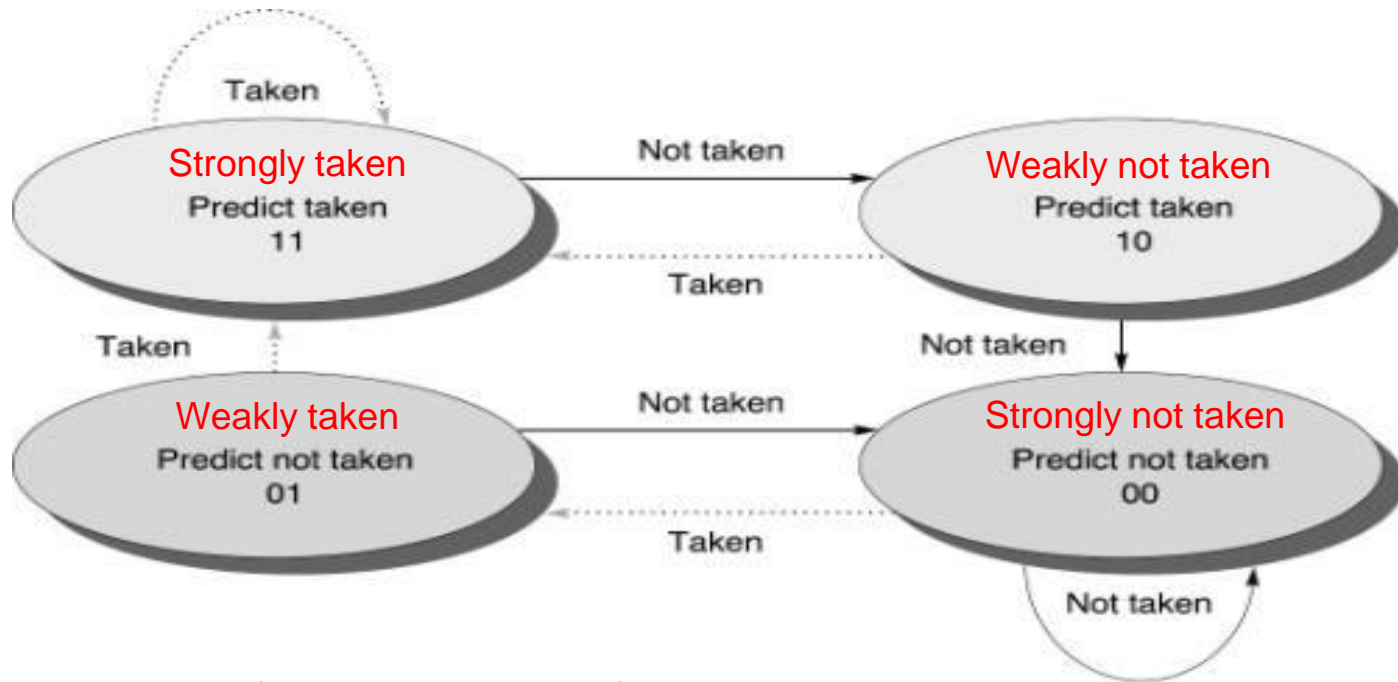 Taken
Strongly taken
Predict taken
11
Not taken
Weakly not taken
Predict taken
10
Taken
Taken
Not taken
Weakly taken
Predict not taken
01
Not taken
Strongly not taken
Predict not taken
00
Taken
Not taken